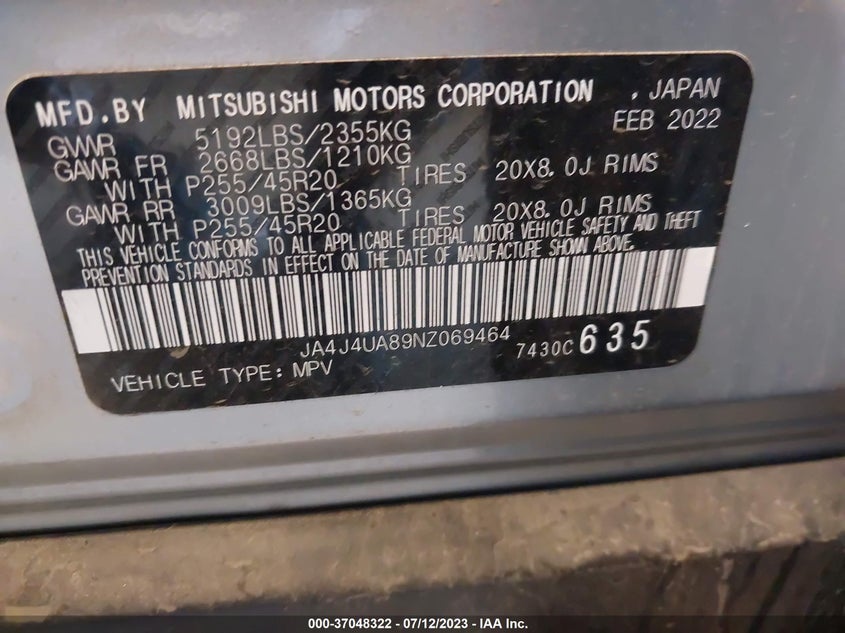 MFD.BY MITSUBISHI MOTORS CORPORATION , JAPAN
FEB 2022
GVWR 5192LBS/2355KG
GAWR FR 2668LBS/1210KG
WITH P255/45R20 TIRES 20X8.0J RIMS
GAWR RR 3009LBS/1365KG
WITH P255/45R20 TIRES 20X8.0J RIMS
THIS VEHICLE CONFORMS TO ALL APPLICABLE FEDERAL MOTOR VEHICLE SAFETY AND THEFT
PREVENTION STANDARDS IN EFFECT ON THE DATE OF MANUFACTURE SHOWN ABOVE.
JA4J4UA89NZ069464
7430C 635
VEHICLE TYPE: MPV
000-37048322 - 07/12/2023 - IAA Inc.